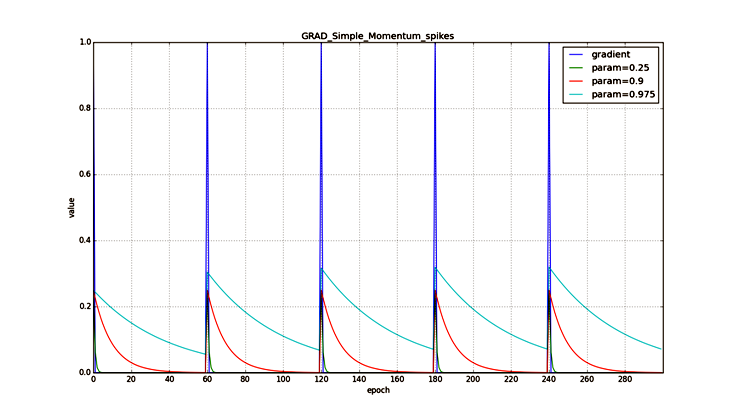 GRAD_Simple_Momentum_spikes
1.0
0.8
0.6
0.4
0.2
0.0
value
gradient
param=0.25
param=0.9
param=0.975
0 20 40 60 80 100 120 140 160 180 200 220 240 260 280
epoch